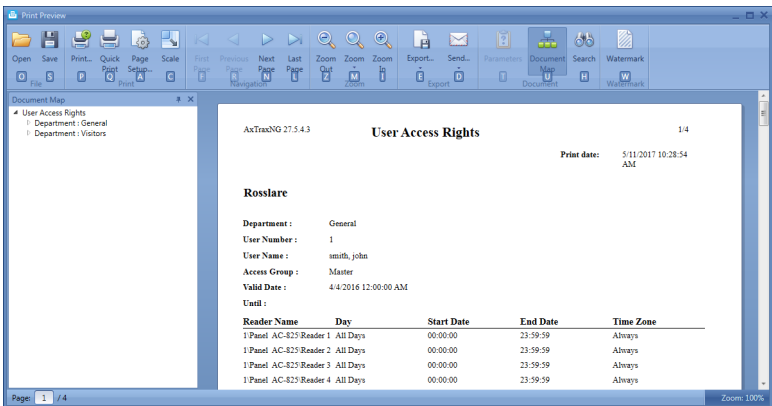 Print Preview
Open Save Print... Quick Print Page Setup... Scale First Page Previous Page Next Page Last Page Zoom Out Zoom Zoom In Export... Send... Parameters Document Map Search Watermark
O S P Q A C R N L Z M I E D U H W
File Print Navigation Zoom Export Document Watermark
Document Map
User Access Rights
Department : General
Department : Visitors
AxTraxNG 27.5.4.3 User Access Rights 1/4
Print date: 5/11/2017 10:28:54
AM
Rosslare
Department : General
User Number : 1
User Name : smith, john
Access Group : Master
Valid Date : 4/4/2016 12:00:00 AM
Until :
Reader Name Day Start Date End Date Time Zone
1\Panel AC-825\Reader 1 All Days 00:00:00 23:59:59 Always
1\Panel AC-825\Reader 2 All Days 00:00:00 23:59:59 Always
1\Panel AC-825\Reader 3 All Days 00:00:00 23:59:59 Always
1\Panel AC-825\Reader 4 All Days 00:00:00 23:59:59 Always
Page: 1 / 4 Zoom: 100%